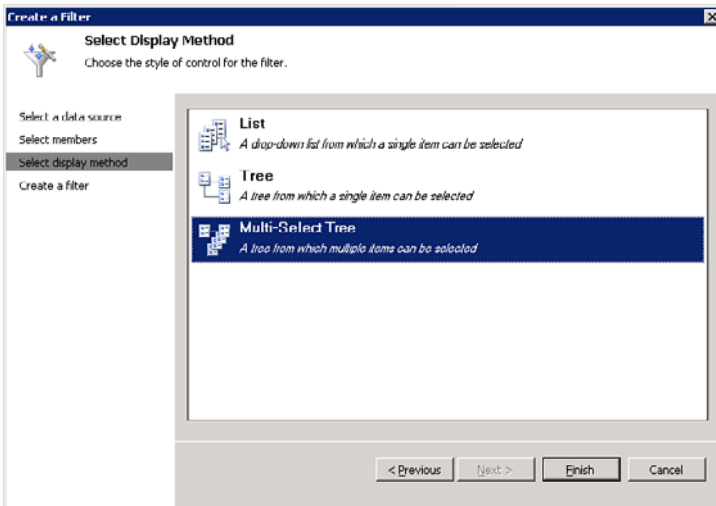 Create a Filter
Select Display Method
Choose the style of control for the filter.
Select a data source
Select members
Select display method
Create a filter
List
A drop-down list from which a single item can be selected
Tree
A tree from which a single item can be selected
Multi-Select Tree
A tree from which multiple items can be selected
< Previous
Next >
Finish
Cancel